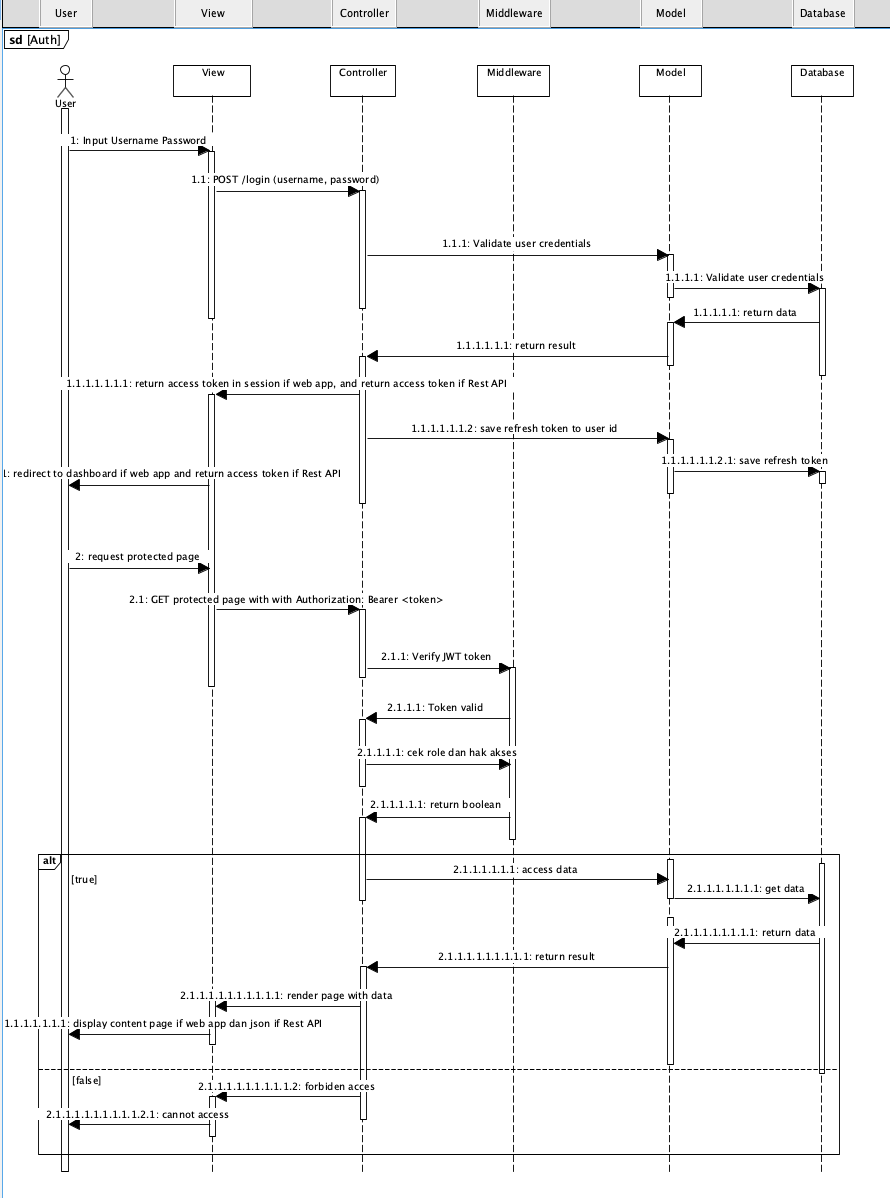 User View Controller Middleware Model Database
sd [Auth]
View Controller Middleware Model Database
User
1: Input Username Password
1.1: POST /login (username, password)
1.1.1: Validate user credentials
1.1.1.1: Validate user credentials
1.1.1.1.1: return data
1.1.1.1.1.1: return result
1.1.1.1.1.1.1: return access token in session if web app, and return access token if Rest API
1.1.1.1.1.1.2: save refresh token to user id
1.1.1.1.1.1.2.1: save refresh token
1: redirect to dashboard if web app and return access token if Rest API
2: request protected page
2.1: GET protected page with with Authorization: Bearer <token>
2.1.1: Verify JWT token
2.1.1.1: Token valid
2.1.1.1.1: cek role dan hak akses
2.1.1.1.1.1: return boolean
alt
[true]
2.1.1.1.1.1.1: access data
2.1.1.1.1.1.1.1: get data
2.1.1.1.1.1.1.1.1: return data
2.1.1.1.1.1.1.1.1.1: return result
2.1.1.1.1.1.1.1.1.1.1: render page with data
1.1.1.1.1.1.1: display content page if web app dan json if Rest API
[false]
2.1.1.1.1.1.1.1.1.1.2: forbiden acces
2.1.1.1.1.1.1.1.1.1.2.1: cannot access